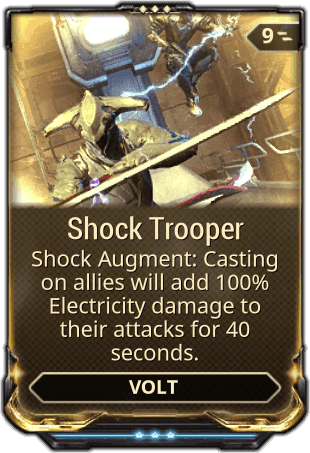 9
Shock Trooper
Shock Augment: Casting
on allies will add 100%
Electricity damage to
their attacks for 40
seconds.
VOLT